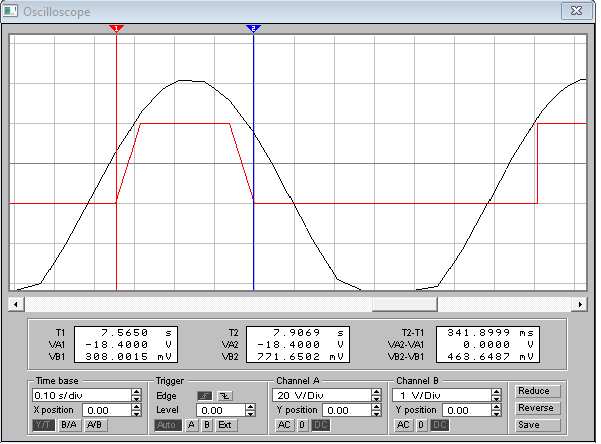 Oscilloscope
1 2
T1 7.5650 s T2 7.9069 s T2-T1 341.8999 ms
VA1 -18.4000 V VA2 -18.4000 V VA2-VA1 0.0000 V
VB1 308.0015 mV VB2 771.6502 mV VB2-VB1 463.6487 mV
Time base Trigger Channel A Channel B
0.10 s/div Edge 20 V/Div 1 V/Div Reduce
X position 0.00 Level 0.00 Y position 0.00 Y position 0.00 Reverse
Y/T B/A A/B Auto A B Ext AC 0 DC AC 0 DC Save